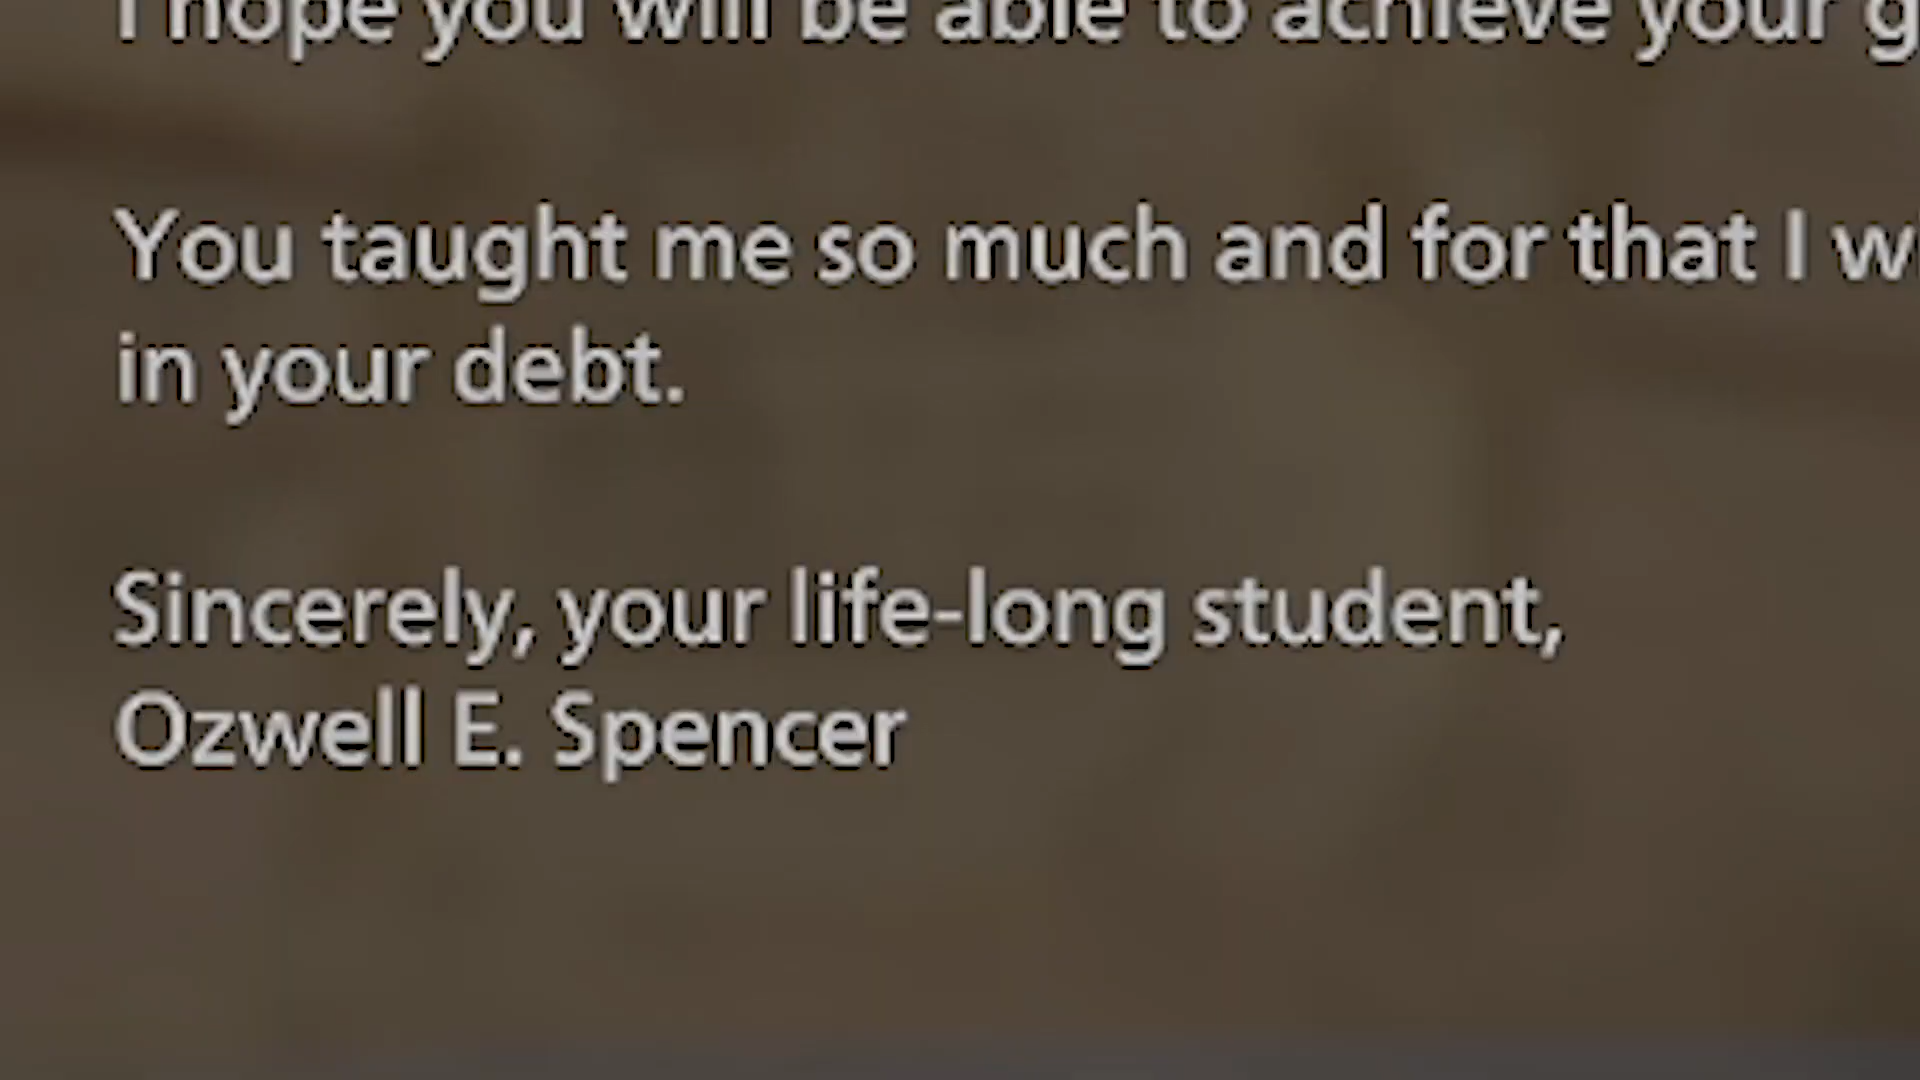 I hope you will be able to achieve your
You taught me so much and for that I
in your debt.
Sincerely, your life-long student,
Ozwell E. Spencer